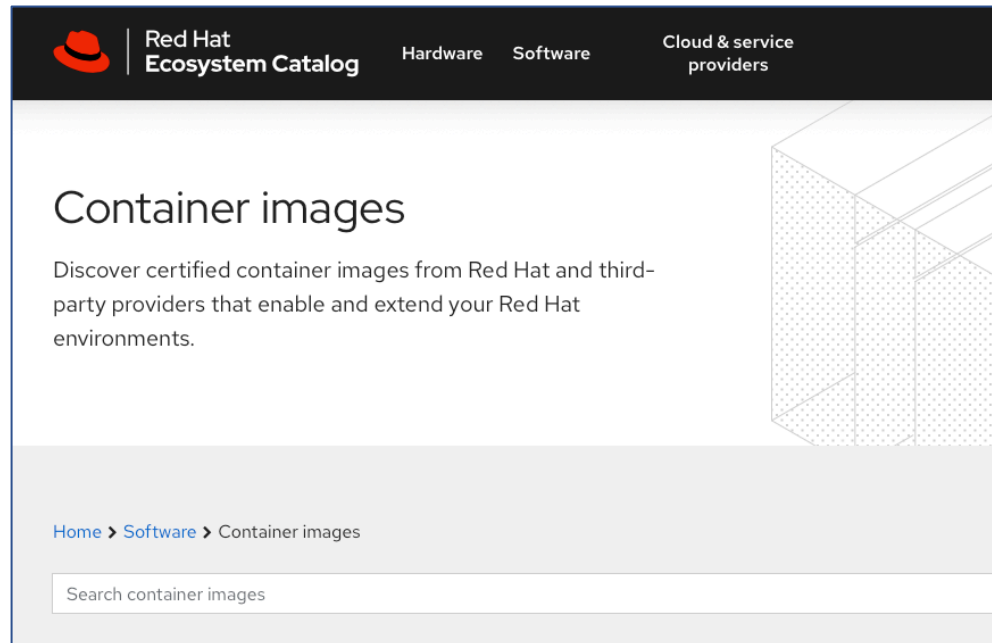 Red Hat
Ecosystem Catalog
Hardware
Software
Cloud & service
providers
Container images
Discover certified container images from Red Hat and third-
party providers that enable and extend your Red Hat
environments.
Home > Software > Container images
Search container images